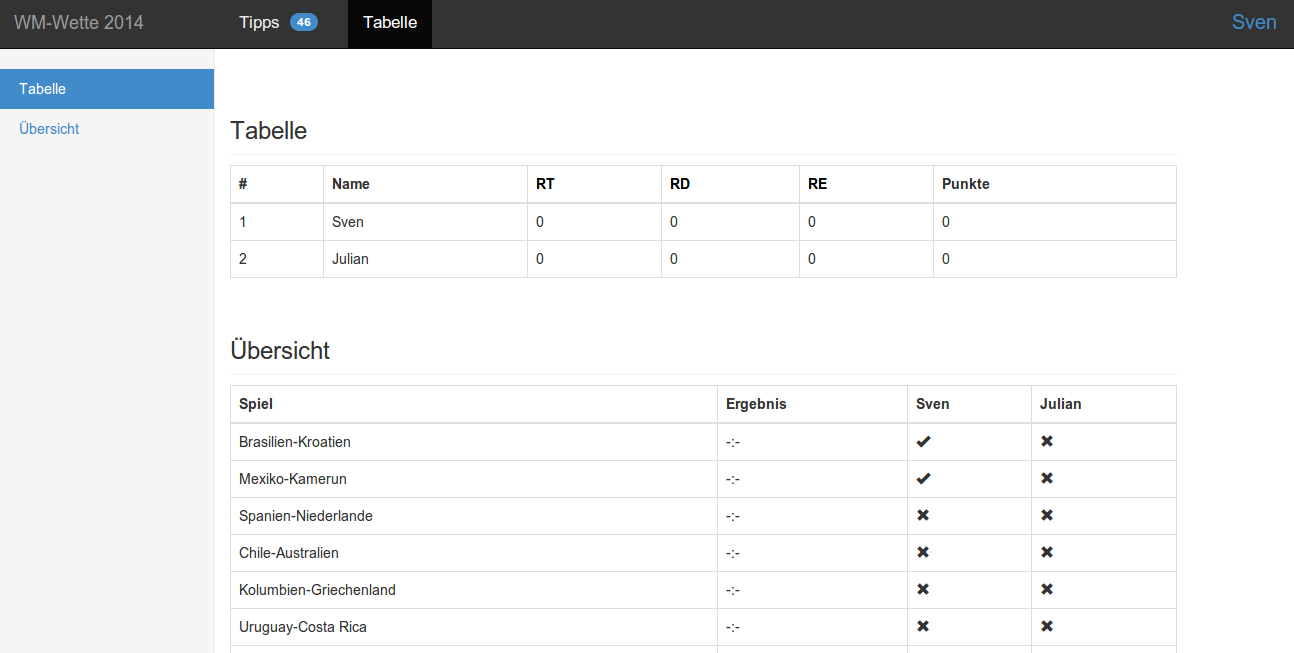 WM-Wette 2014 Tipps 46 Tabelle Sven
Tabelle
Übersicht
Tabelle
# Name RT RD RE Punkte
1 Sven 0 0 0 0
2 Julian 0 0 0 0
Übersicht
Spiel Ergebnis Sven Julian
Brasilien-Kroatien -:- ✔ ✖
Mexiko-Kamerun -:- ✔ ✖
Spanien-Niederlande -:- ✖ ✖
Chile-Australien -:- ✖ ✖
Kolumbien-Griechenland -:- ✖ ✖
Uruguay-Costa Rica -:- ✖ ✖